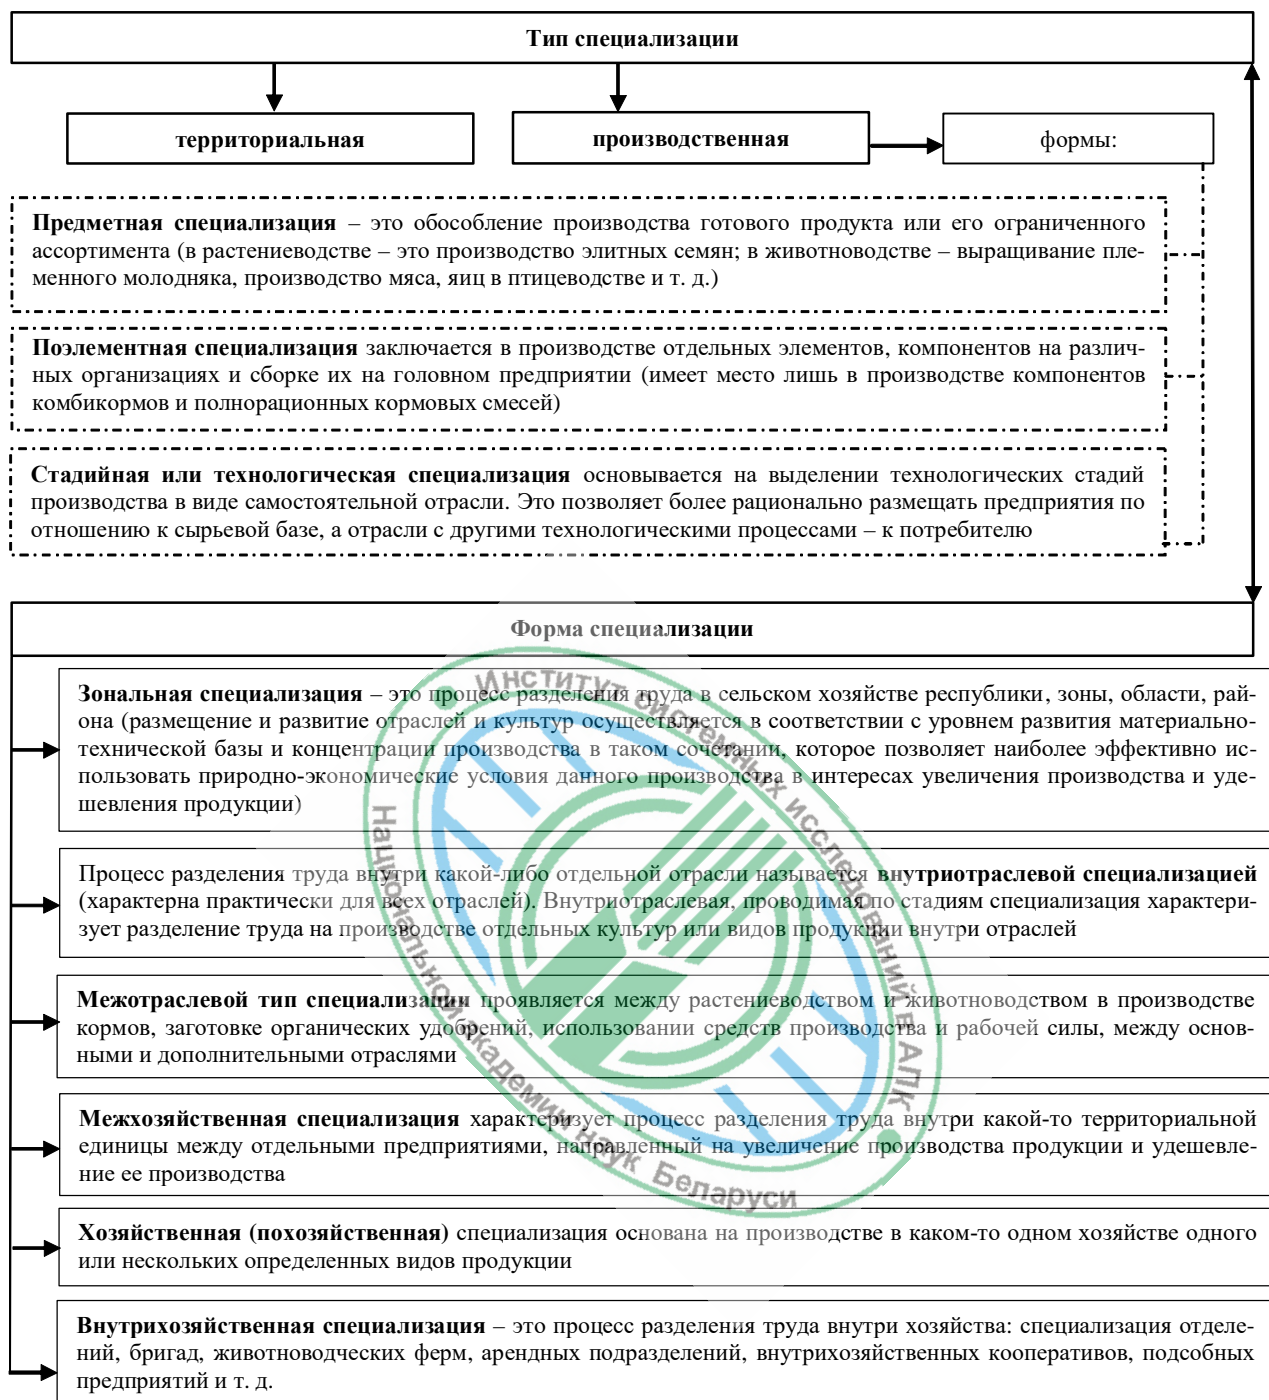 Тип специализации
территориальная
производственная
формы:
Предметная специализация – это обособление производства готового продукта или его ограниченного
ассортимента (в растениеводстве – это производство элитных семян; в животноводстве – выращивание пле-
менного молодняка, производство мяса, яиц в птицеводстве и т. д.)
Поэлементная специализация заключается в производстве отдельных элементов, компонентов на различ-
ных организациях и сборке их на головном предприятии (имеет место лишь в производстве компонентов
комбикормов и полнорационных кормовых смесей)
Стадийная или технологическая специализация основывается на выделении технологических стадий
производства в виде самостоятельной отрасли. Это позволяет более рационально размещать предприятия по
отношению к сырьевой базе, а отрасли с другими технологическими процессами – к потребителю
Форма специализации
Зональная специализация – это процесс разделения труда в сельском хозяйстве республики, зоны, области, рай-
она (размещение и развитие отраслей и культур осуществляется в соответствии с уровнем развития материально-
технической базы и концентрации производства в таком сочетании, которое позволяет наиболее эффективно ис-
пользовать природно-экономические условия данного производства в интересах увеличения производства и уде-
шевления продукции)
Процесс разделения труда внутри какой-либо отдельной отрасли называется внутриотраслевой специализацией
(характерна практически для всех отраслей). Внутриотраслевая, проводимая по стадиям специализация характери-
зует разделение труда на производстве отдельных культур или видов продукции внутри отраслей
Межотраслевой тип специализации проявляется между растениеводством и животноводством в производстве
кормов, заготовке органических удобрений, использовании средств производства и рабочей силы, между основ-
ными и дополнительными отраслями
Межхозяйственная специализация характеризует процесс разделения труда внутри какой-то территориальной
единицы между отдельными предприятиями, направленный на увеличение производства продукции и удешевле-
ние ее производства
Хозяйственная (похозяйственная) специализация основана на производстве в каком-то одном хозяйстве одного
или нескольких определенных видов продукции
Внутрихозяйственная специализация – это процесс разделения труда внутри хозяйства: специализация отделе-
ний, бригад, животноводческих ферм, арендных подразделений, внутрихозяйственных кооперативов, подсобных
предприятий и т. д.
Институт системных исследований в АПК
Национальной академии наук Беларуси